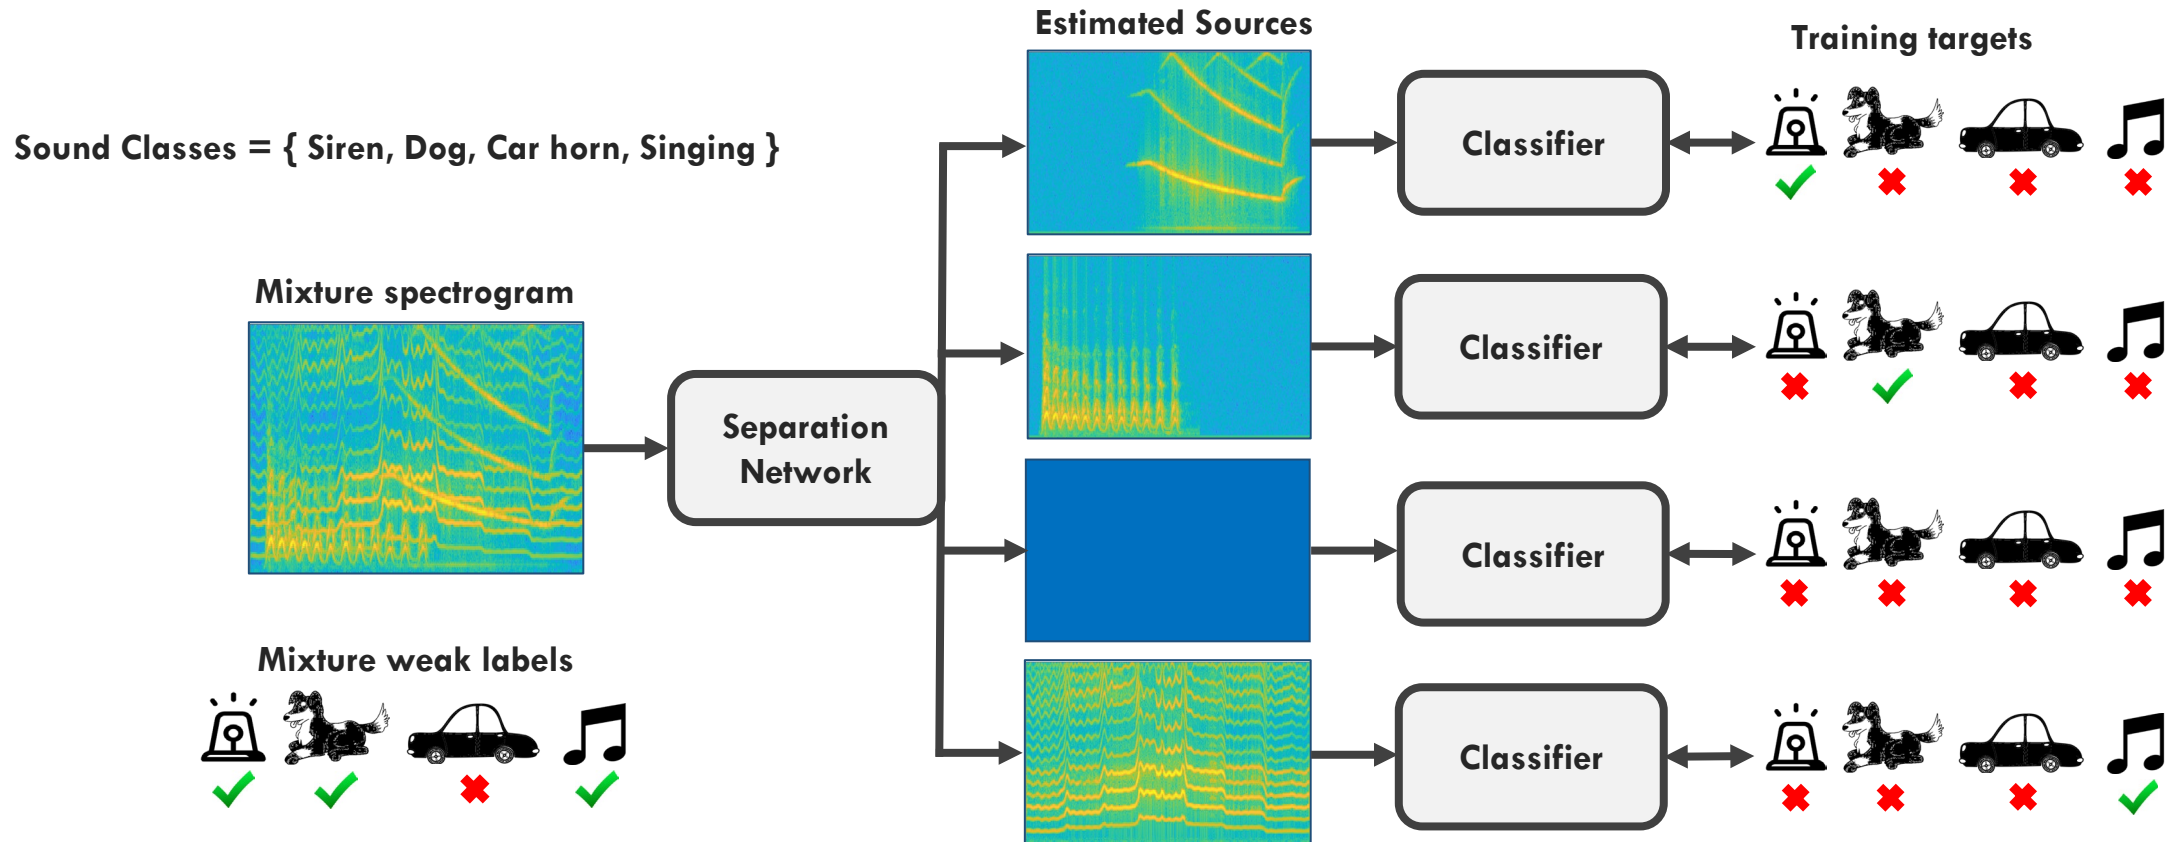 Estimated Sources
Training targets
Sound Classes = { Siren, Dog, Car horn, Singing }
Classifier
Mixture spectrogram
Classifier
Separation
Network
Classifier
Mixture weak labels
Classifier